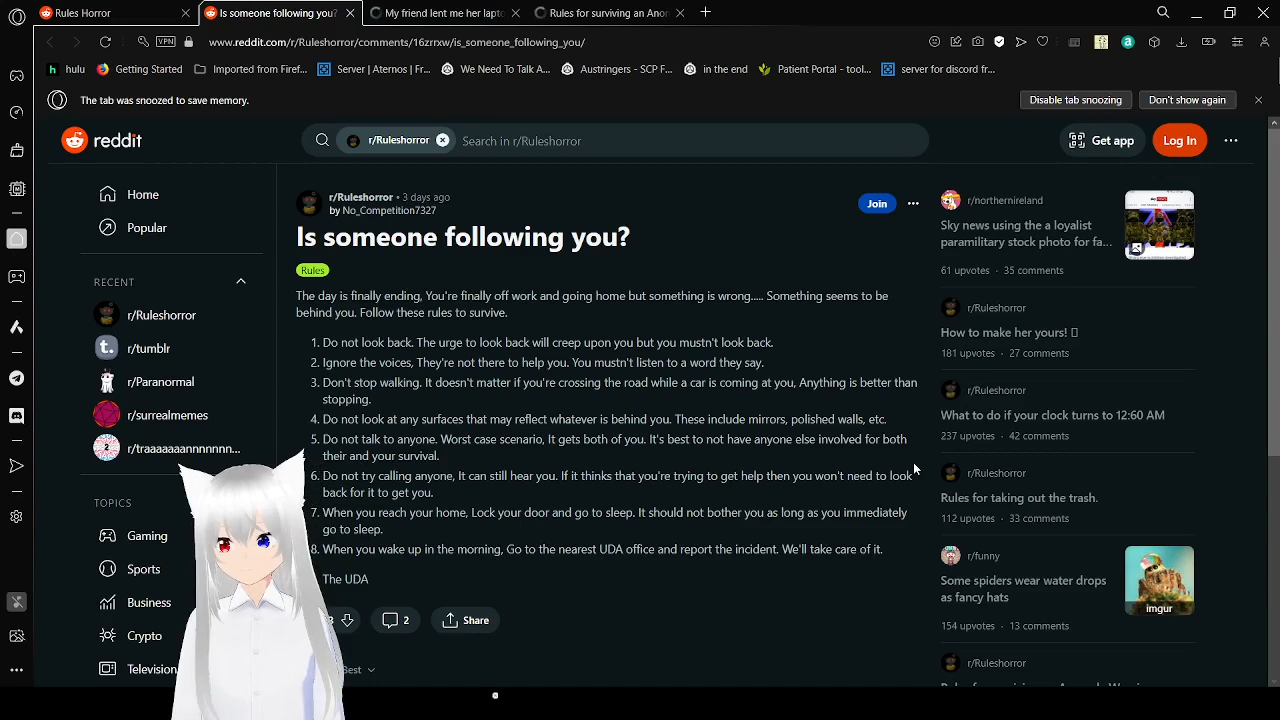 Rules Horror
Is someone following you?
My friend lent me her lapto
Rules for surviving an Anon
VPN
www.reddit.com/r/Ruleshorror/comments/16zrrxw/is_someone_following_you/
hulu
Getting Started
Imported from Firef...
Server | Aternos | Fr...
We Need To Talk A...
Austringers - SCP F...
in the end
Patient Portal - tool...
server for discord fr...
The tab was snoozed to save memory.
Disable tab snoozing
Don't show again
reddit
r/Ruleshorror
Search in r/Ruleshorror
Get app
Log In
Home
Popular
RECENT
r/Ruleshorror
r/tumblr
r/Paranormal
r/surrealmemes
r/traaaaaaannnnnn...
TOPICS
Gaming
Sports
Business
Crypto
Television
r/Ruleshorror • 3 days ago
by No_Competition7327
Join
Is someone following you?
Rules
The day is finally ending, You're finally off work and going home but something is wrong..... Something seems to be
behind you. Follow these rules to survive.
1. Do not look back. The urge to look back will creep upon you but you mustn't look back.
2. Ignore the voices, They're not there to help you. You mustn't listen to a word they say.
3. Don't stop walking. It doesn't matter if you're crossing the road while a car is coming at you, Anything is better than
stopping.
4. Do not look at any surfaces that may reflect whatever is behind you. These include mirrors, polished walls, etc.
5. Do not talk to anyone. Worst case scenario, It gets both of you. It's best to not have anyone else involved for both
their and your survival.
6. Do not try calling anyone, It can still hear you. If it thinks that you're trying to get help then you won't need to look
back for it to get you.
7. When you reach your home, Lock your door and go to sleep. It should not bother you as long as you immediately
go to sleep.
8. When you wake up in the morning, Go to the nearest UDA office and report the incident. We'll take care of it.
The UDA
2
Share
Best
r/northernireland
Sky news using the a loyalist
paramilitary stock photo for fa...
61 upvotes · 35 comments
r/Ruleshorror
How to make her yours!
181 upvotes · 27 comments
r/Ruleshorror
What to do if your clock turns to 12:60 AM
237 upvotes · 42 comments
r/Ruleshorror
Rules for taking out the trash.
112 upvotes · 33 comments
r/funny
Some spiders wear water drops
as fancy hats
imgur
154 upvotes · 13 comments
r/Ruleshorror